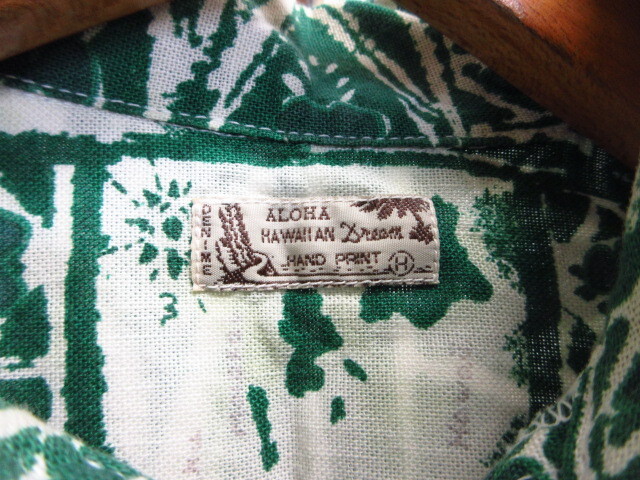 DENIME
ALOHA
HAWAIIAN Dream
HAND PRINT H